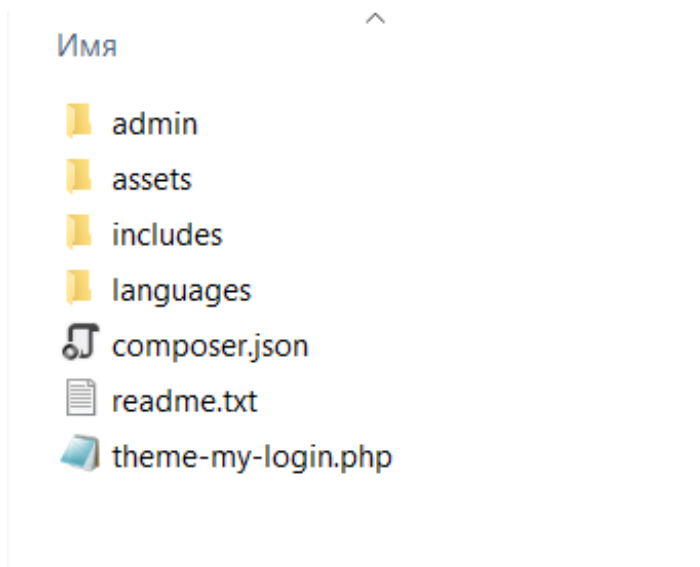 Имя
admin
assets
includes
languages
composer.json
readme.txt
theme-my-login.php